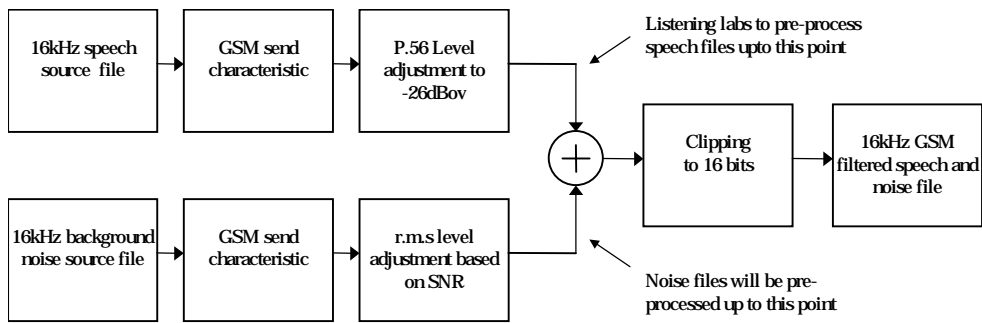 16kHz speech
source file
GSM send
characteristic
P.56 Level
adjustment to
-26dBov
Listening labs to pre-process
speech files upto this point
+
Clipping
to 16 bits
16kHz GSM
filtered speech and
noise file
16kHz background
noise source file
GSM send
characteristic
r.m.s level
adjustment based
on SNR
Noise files will be pre-
processed up to this point